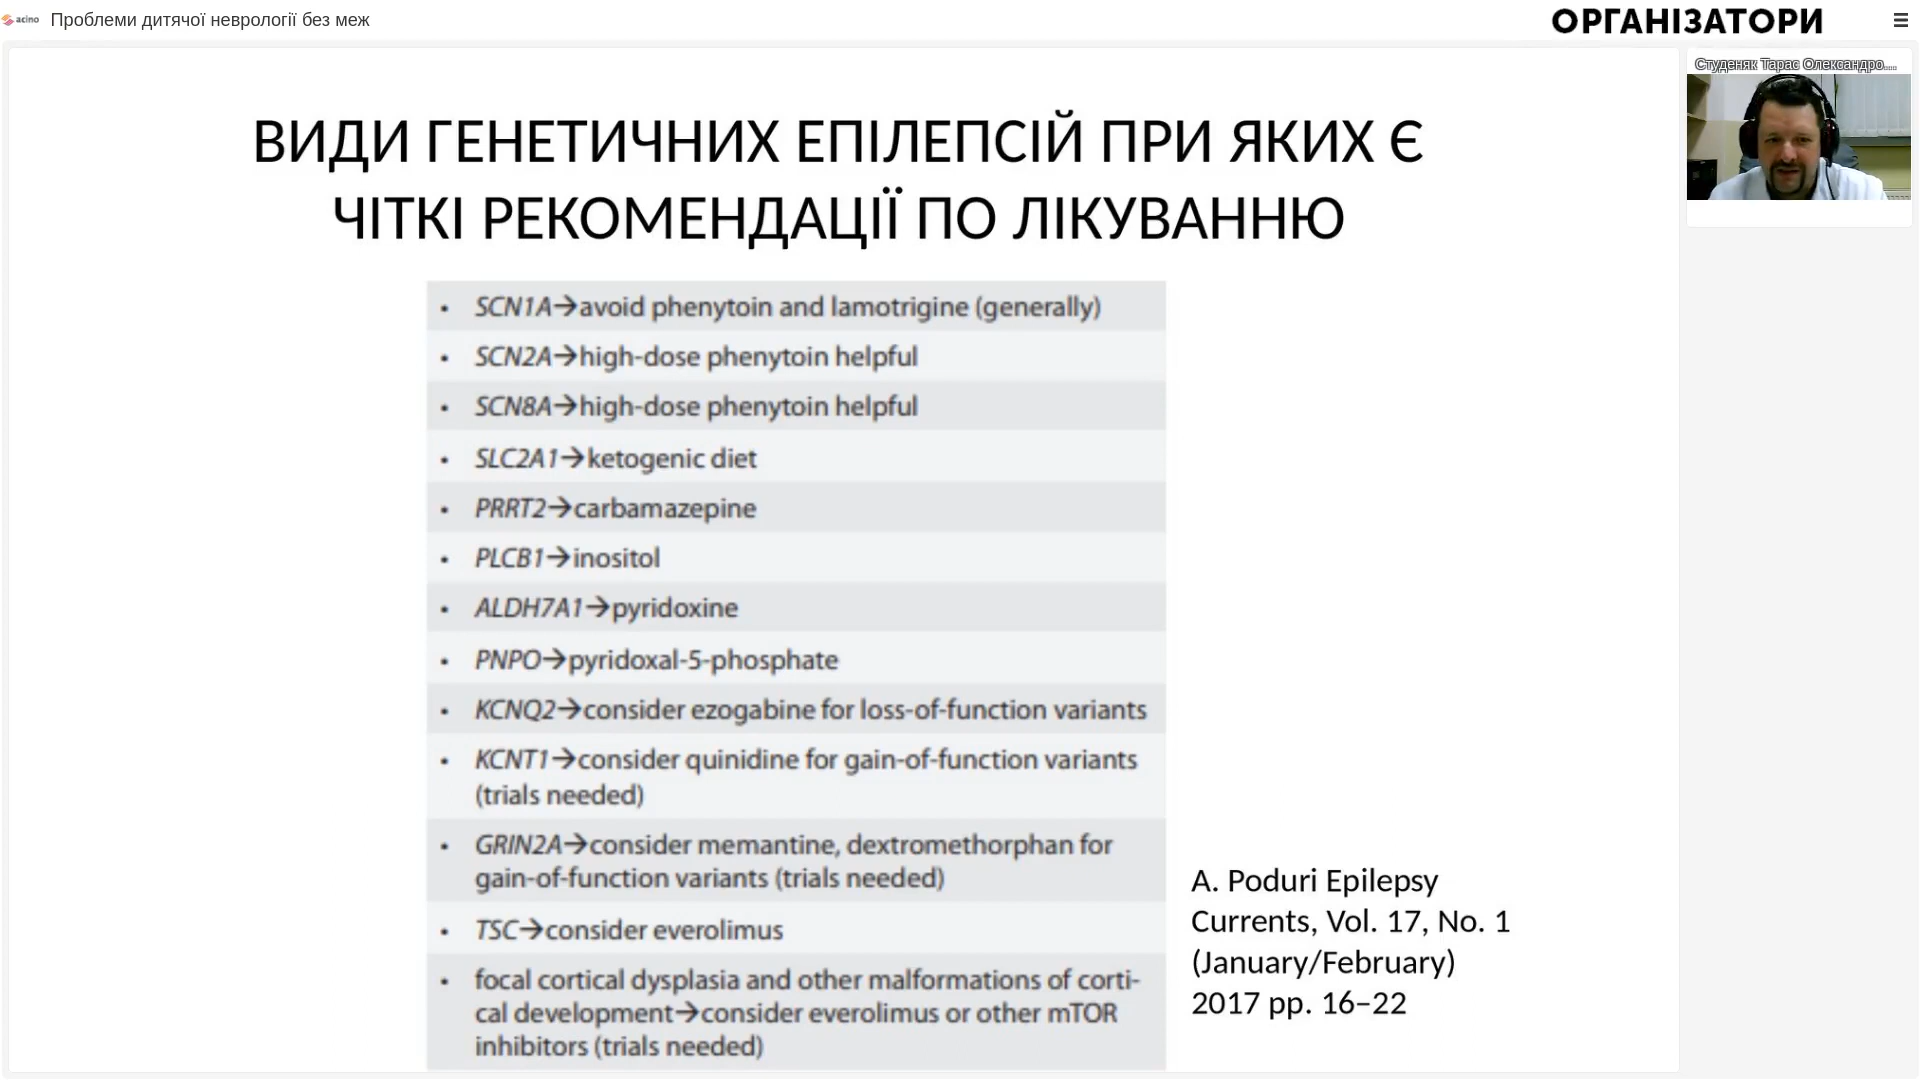 acino
Проблеми дитячої неврології без меж
ОРГАНІЗАТОРИ
Студеняк Тарас Олександро...
ВИДИ ГЕНЕТИЧНИХ ЕПІЛЕПСІЙ ПРИ ЯКИХ Є
ЧІТКІ РЕКОМЕНДАЦІЇ ПО ЛІКУВАННЮ
• SCN1A→avoid phenytoin and lamotrigine (generally)
• SCN2A→high-dose phenytoin helpful
• SCN8A→high-dose phenytoin helpful
• SLC2A1→ketogenic diet
• PRRT2→carbamazepine
• PLCB1→inositol
• ALDH7A1→pyridoxine
• PNPO→pyridoxal-5-phosphate
• KCNQ2→consider ezogabine for loss-of-function variants
• KCNT1→consider quinidine for gain-of-function variants
(trials needed)
• GRIN2A→consider memantine, dextromethorphan for
gain-of-function variants (trials needed)
• TSC→consider everolimus
• focal cortical dysplasia and other malformations of corti-
cal development→consider everolimus or other mTOR
inhibitors (trials needed)
A. Poduri Epilepsy
Currents, Vol. 17, No. 1
(January/February)
2017 pp. 16–22